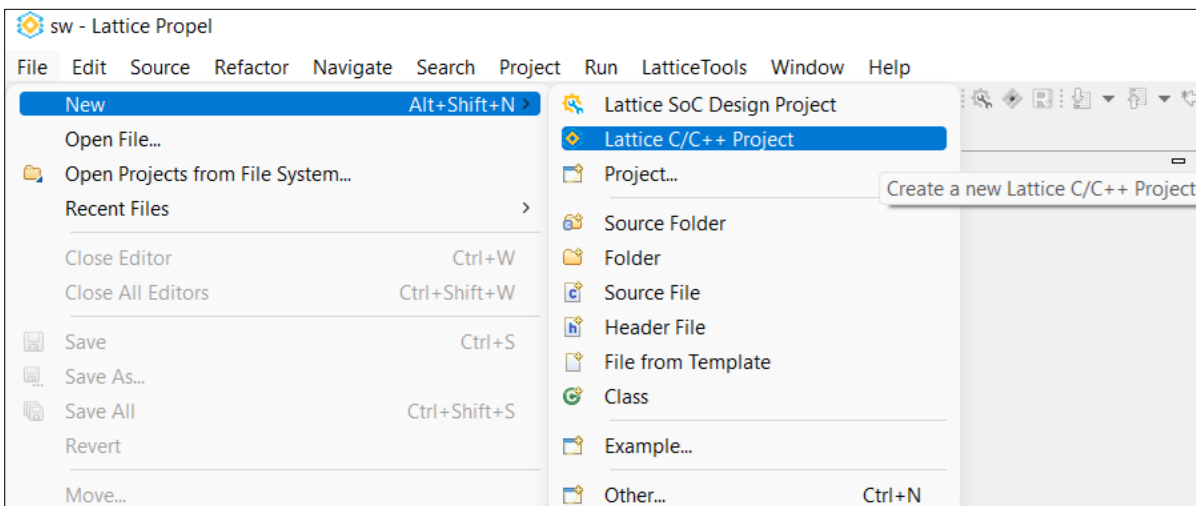 sw - Lattice Propel
File Edit Source Refactor Navigate Search Project Run LatticeTools Window Help
New Alt+Shift+N
Open File...
Open Projects from File System...
Recent Files
Close Editor Ctrl+W
Close All Editors Ctrl+Shift+W
Save Ctrl+S
Save As...
Save All Ctrl+Shift+S
Revert
Move...
Lattice SoC Design Project
Lattice C/C++ Project
Project...
Create a new Lattice C/C++ Project
Source Folder
Folder
Source File
Header File
File from Template
Class
Example...
Other... Ctrl+N